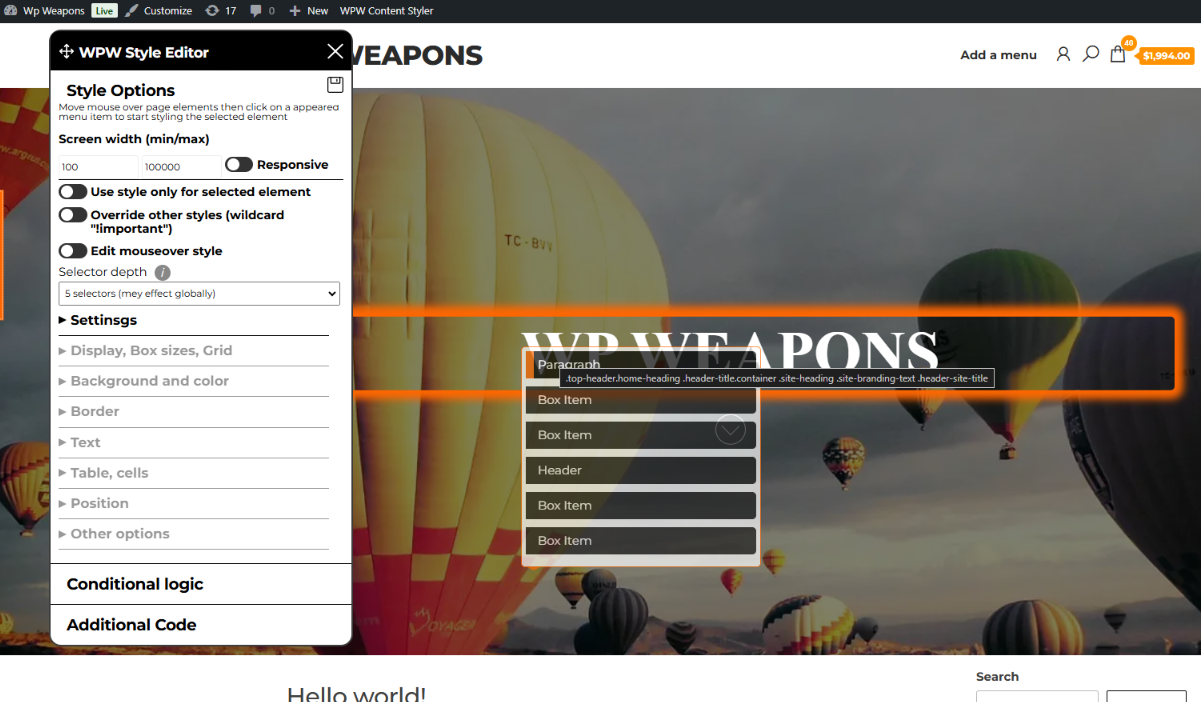 Wp Weapons Live Customize 17 0 New WPW Content Styler
WPW Style Editor
WEAPONS
Add a menu
40
$1,994.00
Style Options
Move mouse over page elements then click on a appeared
menu item to start styling the selected element
Screen width (min/max)
100 100000 Responsive
Use style only for selected element
Override other styles (wildcard
"!important")
Edit mouseover style
Selector depth i
5 selectors (mey effect globally)
Settinsgs
Display, Box sizes, Grid
Background and color
Border
Text
Table, cells
Position
Other options
Conditional logic
Additional Code
TC-BVV
WP WEAPONS
Paragraph
.top-header.home-heading .header-title.container .site-heading .site-branding-text .header-site-title
Box Item
Box Item
Header
Box Item
Box Item
VOYAGER
Hello world!
Search